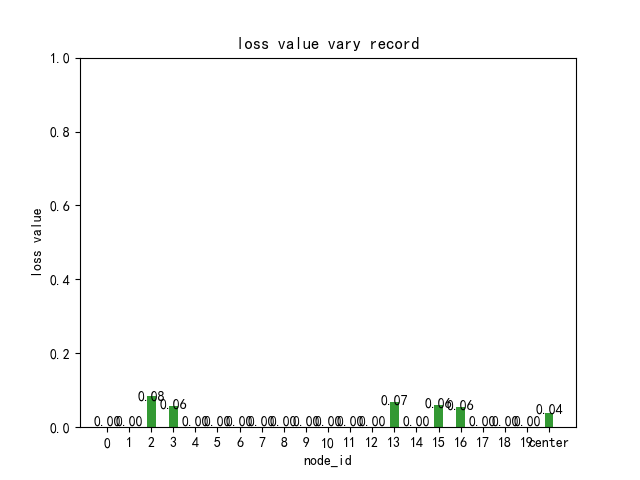 loss value vary record
1.0
0.8
0.6
0.4
0.2
0.0
loss value
0.00 0.00 0.08 0.06 0.00 0.00 0.00 0.00 0.00 0.00 0.00 0.00 0.00 0.07 0.00 0.06 0.06 0.00 0.00 0.00 0.04
0 1 2 3 4 5 6 7 8 9 10 11 12 13 14 15 16 17 18 19 center
node_id